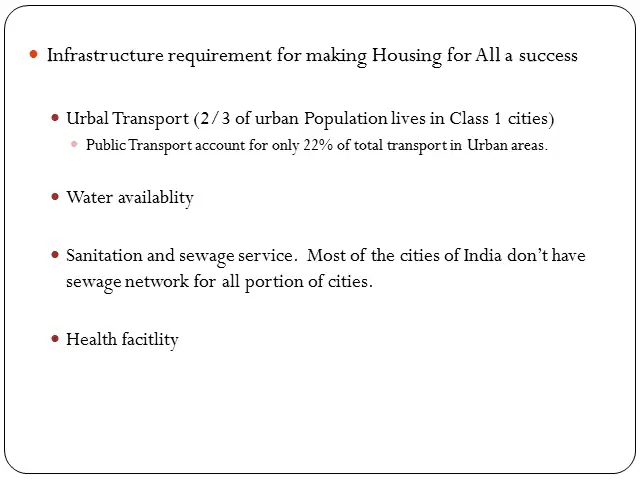 Infrastructure requirement for making Housing for All a success
Urbal Transport (2/3 of urban Population lives in Class 1 cities)
Public Transport account for only 22% of total transport in Urban areas.
Water availablity
Sanitation and sewage service. Most of the cities of India don't have
sewage network for all portion of cities.
Health facitlity